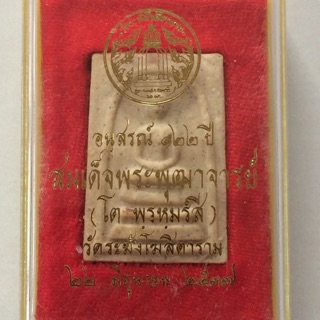 อนุสรณ์ ๑๒๒ ปี
สมเด็จพระพุฒาจารย์
( โต พรหมรังสี )
วัดระฆังโฆสิตาราม
๒๒ มิถุนายน ๒๕๓๗